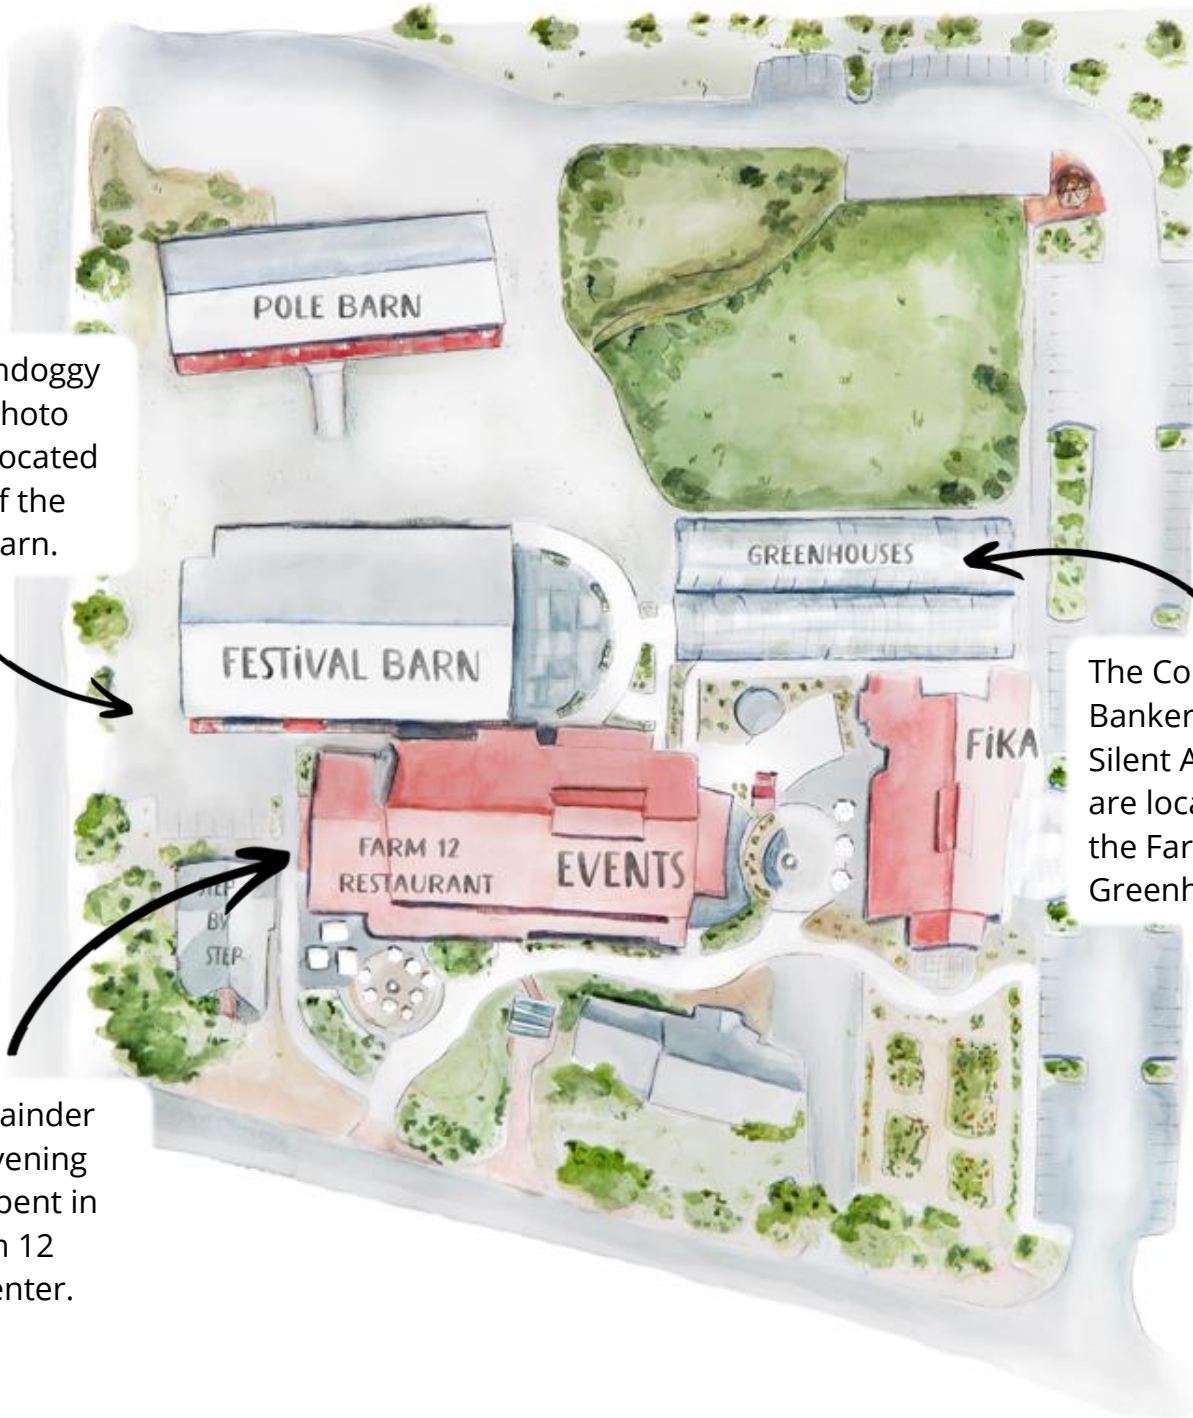 POLE BARN
ndoggy
hoto
ocated
f the
arn.
GREENHOUSES
FESTiVAL BARN
The Co
Banker
Silent A
are loca
the Far
Greenh
FiKA
FARM 12
RESTAURANT
EVENTS
STEP
BY
STEP
ainder
vening
pent in
12
enter.